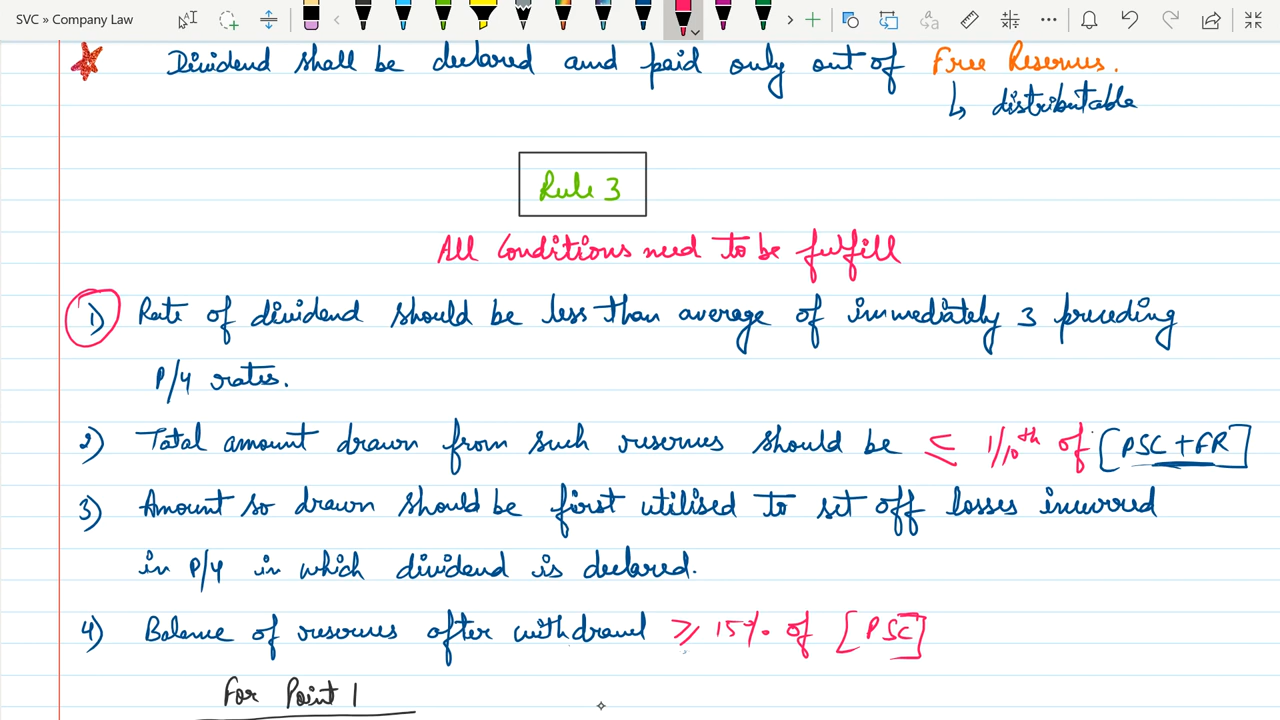 SVC » Company Law
Dividend shall be declared and paid only out of Free Reserves.
↳ distributable
Rule 3
All Conditions need to be fulfill
1) Rate of dividend should be less than average of immediately 3 preceding
P/Y rates.
2) Total amount drawn from such reserves should be ≤ 1/10th of [PSC + FR]
3) Amount so drawn should be first utilised to set off losses incurred
in P/Y in which dividend is declared.
4) Balance of reserves after withdrawl ≥ 15% of [PSC]
For Point 1